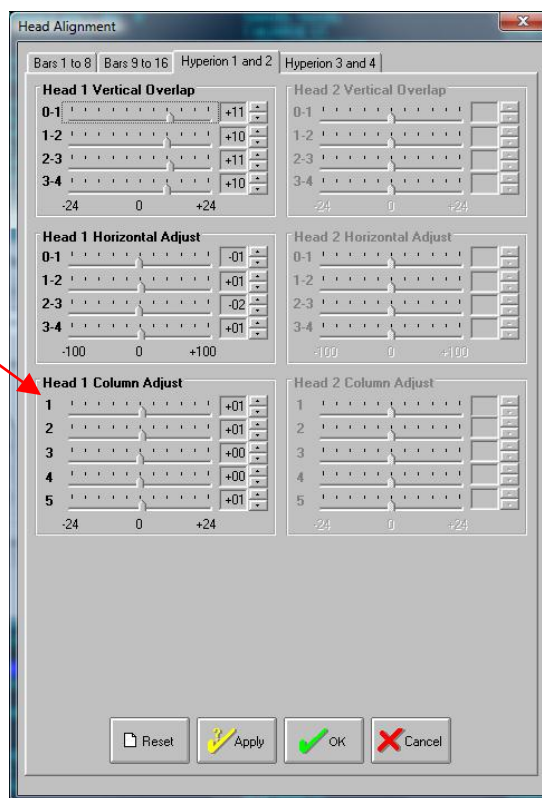 Head Alignment
Bars 1 to 8 Bars 9 to 16 Hyperion 1 and 2 Hyperion 3 and 4
Head 1 Vertical Overlap
0-1 +11
1-2 +10
2-3 +11
3-4 +10
-24 0 +24
Head 2 Vertical Overlap
0-1
1-2
2-3
3-4
-24 0 +24
Head 1 Horizontal Adjust
0-1 -01
1-2 +01
2-3 -02
3-4 +01
-100 0 +100
Head 2 Horizontal Adjust
0-1
1-2
2-3
3-4
-100 0 +100
Head 1 Column Adjust
1 +01
2 +01
3 +00
4 +00
5 +01
-24 0 +24
Head 2 Column Adjust
1
2
3
4
5
-24 0 +24
Reset ? Apply OK Cancel